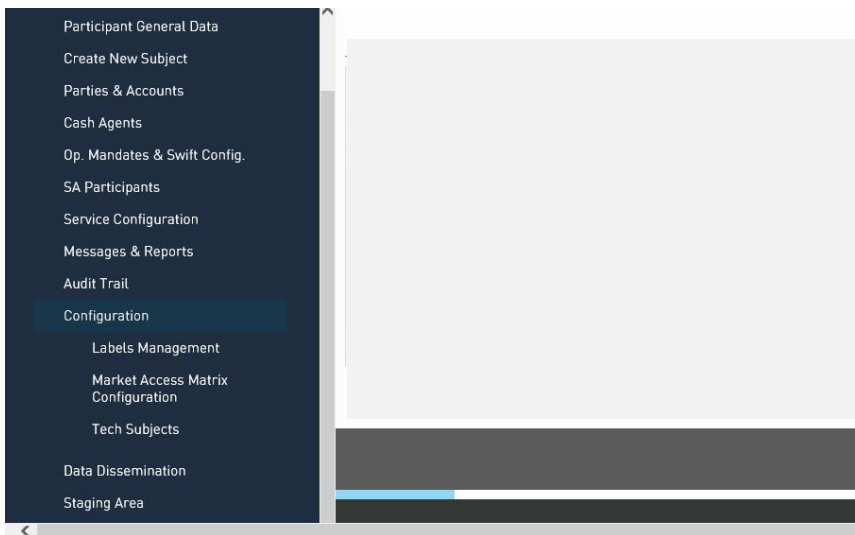 Participant General Data
Create New Subject
Parties & Accounts
Cash Agents
Op. Mandates & Swift Config.
SA Participants
Service Configuration
Messages & Reports
Audit Trail
Configuration
Labels Management
Market Access Matrix
Configuration
Tech Subjects
Data Dissemination
Staging Area